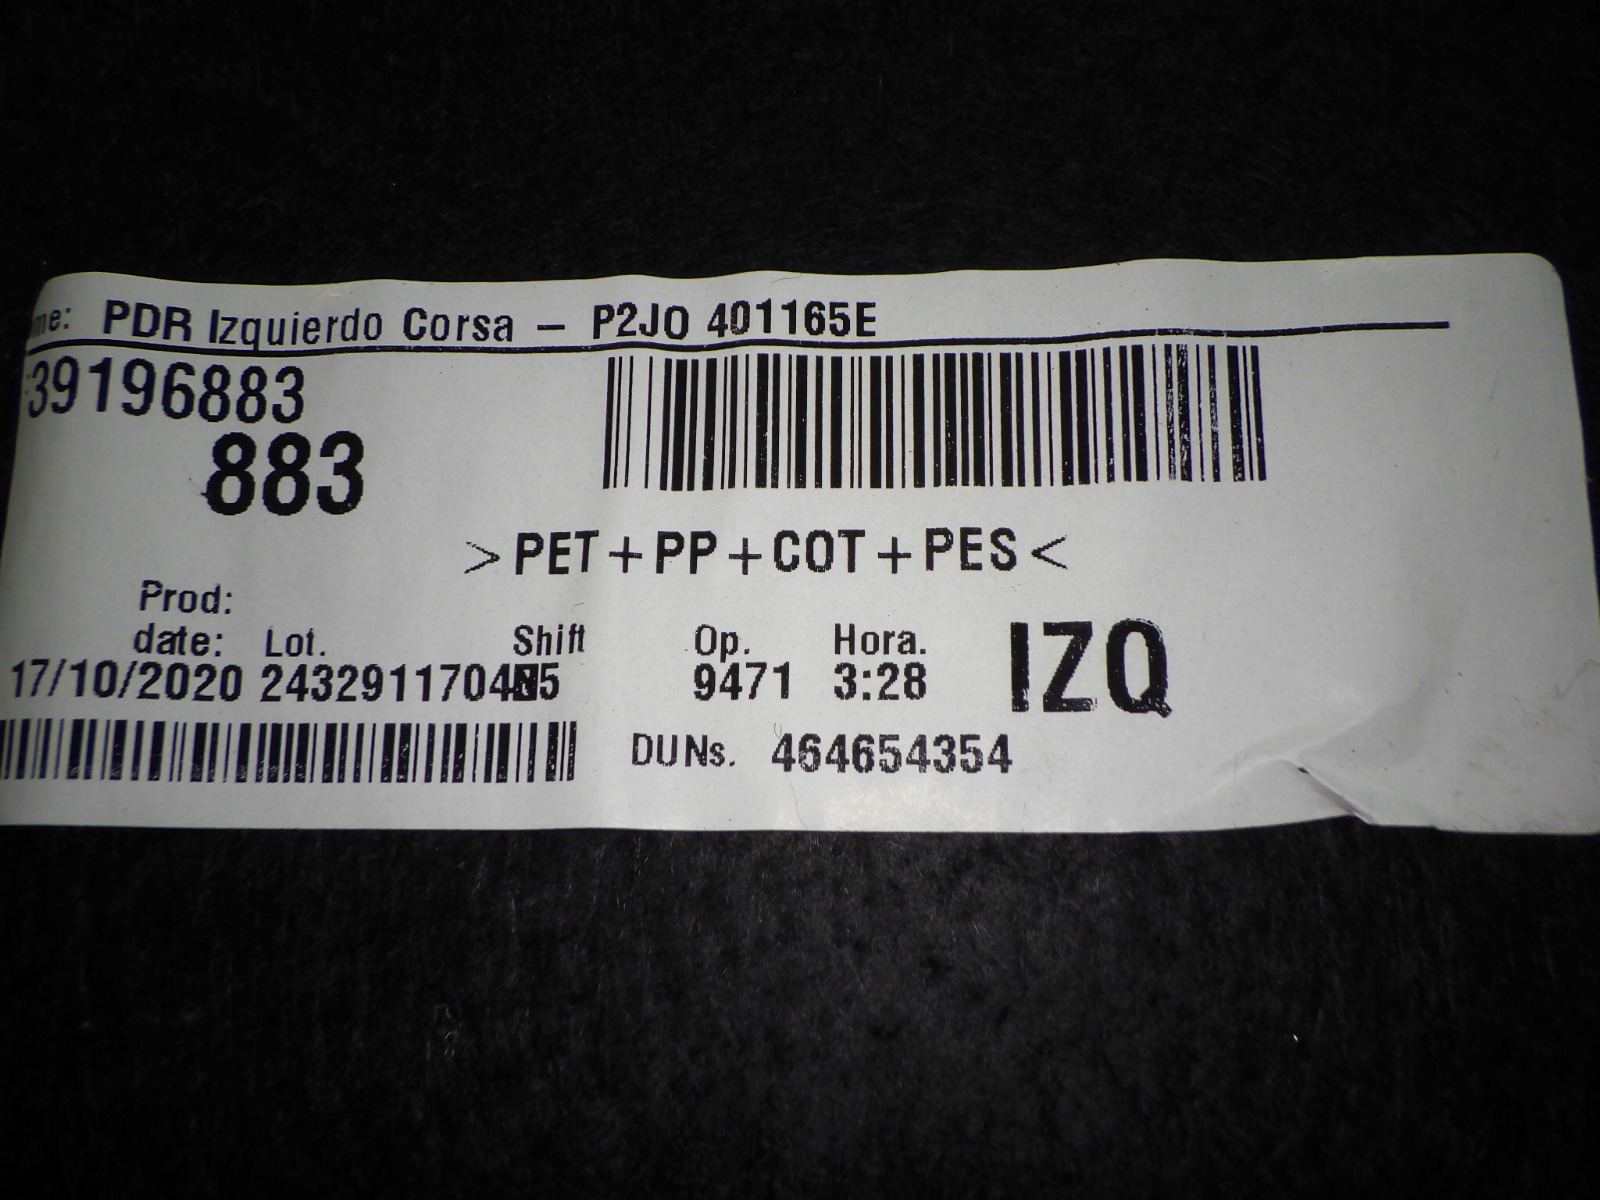 me: PDR Izquierdo Corsa – P2JO 401165E
39196883
883
>PET+PP+COT+PES<
Prod:
date: Lot. Shift Op. Hora.
17/10/2020 2432911704N5 9471 3:28
IZQ
DUNs. 464654354